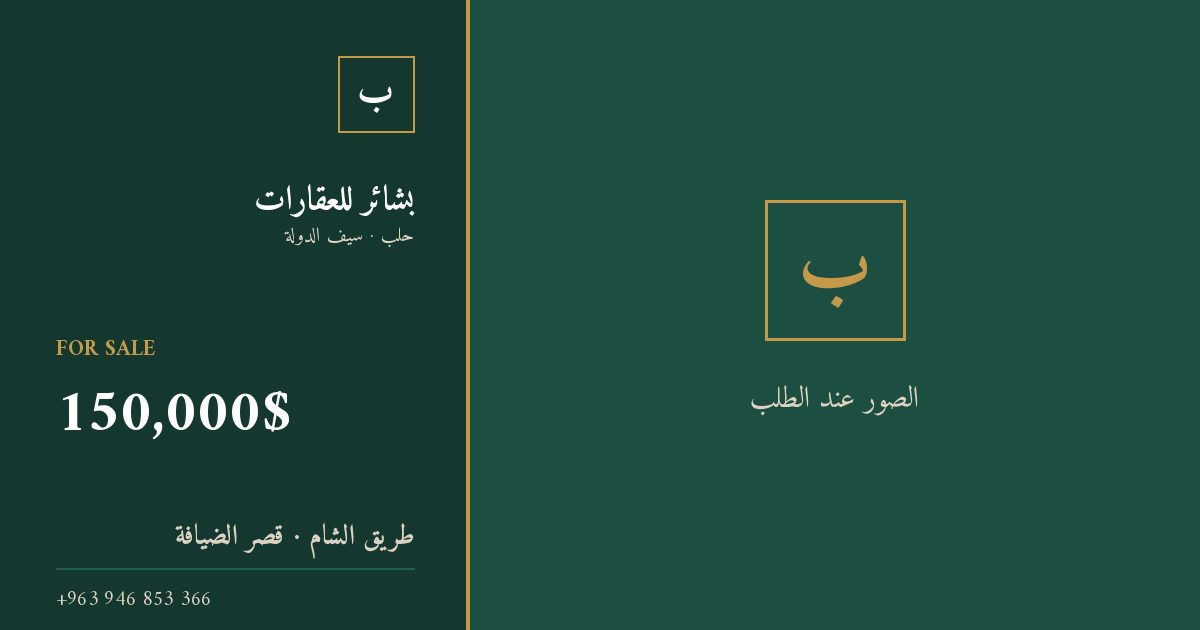 ب
بشائر للعقارات
حلب · سيف الدولة
FOR SALE
150,000$
طريق الشام · قصر الضيافة
+963 946 853 366
ب
الصور عند الطلب